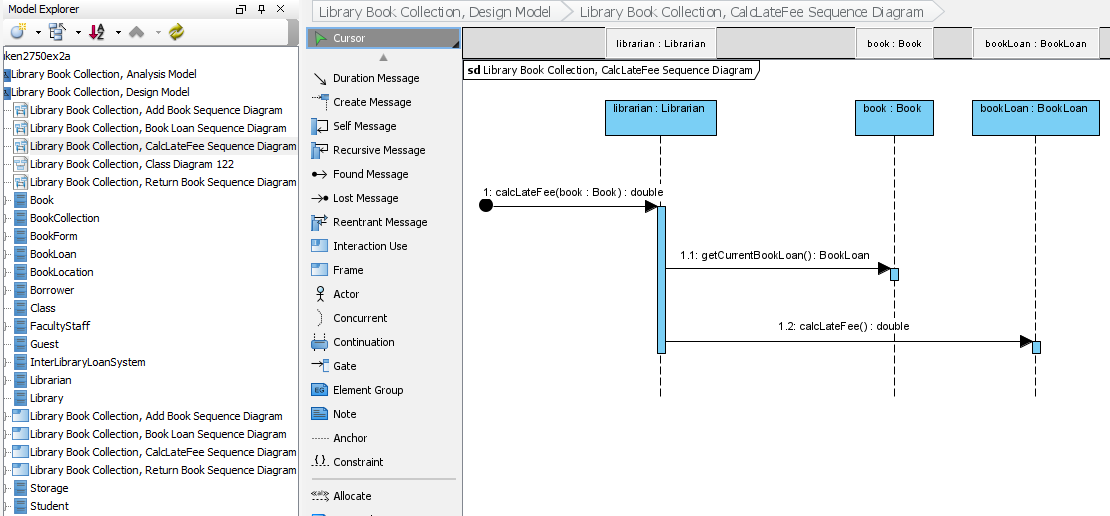 Model Explorer
iken2750ex2a
Library Book Collection, Analysis Model
Library Book Collection, Design Model
Library Book Collection, Add Book Sequence Diagram
Library Book Collection, Book Loan Sequence Diagram
Library Book Collection, CalcLateFee Sequence Diagram
Library Book Collection, Class Diagram 122
Library Book Collection, Return Book Sequence Diagram
Book
BookCollection
BookForm
BookLoan
BookLocation
Borrower
Class
FacultyStaff
Guest
InterLibraryLoanSystem
Librarian
Library
Library Book Collection, Add Book Sequence Diagram
Library Book Collection, Book Loan Sequence Diagram
Library Book Collection, CalcLateFee Sequence Diagram
Library Book Collection, Return Book Sequence Diagram
Storage
Student
Library Book Collection, Design Model
Library Book Collection, CalcLateFee Sequence Diagram
Cursor
Duration Message
Create Message
Self Message
Recursive Message
Found Message
Lost Message
Reentrant Message
Interaction Use
Frame
Actor
Concurrent
Continuation
Gate
EG Element Group
Note
Anchor
Constraint
Allocate
librarian : Librarian
book : Book
bookLoan : BookLoan
sd Library Book Collection, CalcLateFee Sequence Diagram
librarian : Librarian
book : Book
bookLoan : BookLoan
1: calcLateFee(book : Book) : double
1.1: getCurrentBookLoan(): BookLoan
1.2: calcLateFee() : double